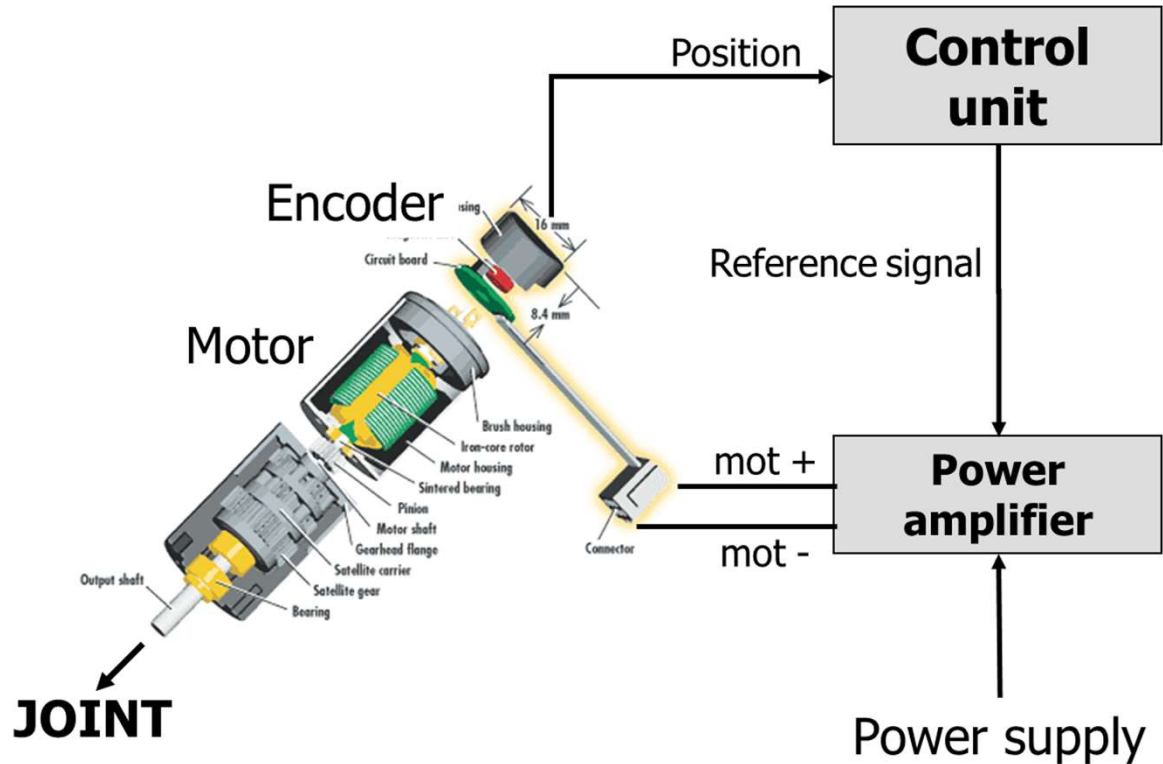 Control
unit
Position
Encoder
16 mm
Circuit board
Reference signal
8.4 mm
Motor
Brush housing
Iron-core rotor
Motor housing
Sintered bearing
Pinion
Motor shaft
Gearhead flange
Satellite carrier
Satellite gear
Bearing
Output shaft
Connector
mot +
mot -
Power
amplifier
JOINT
Power supply